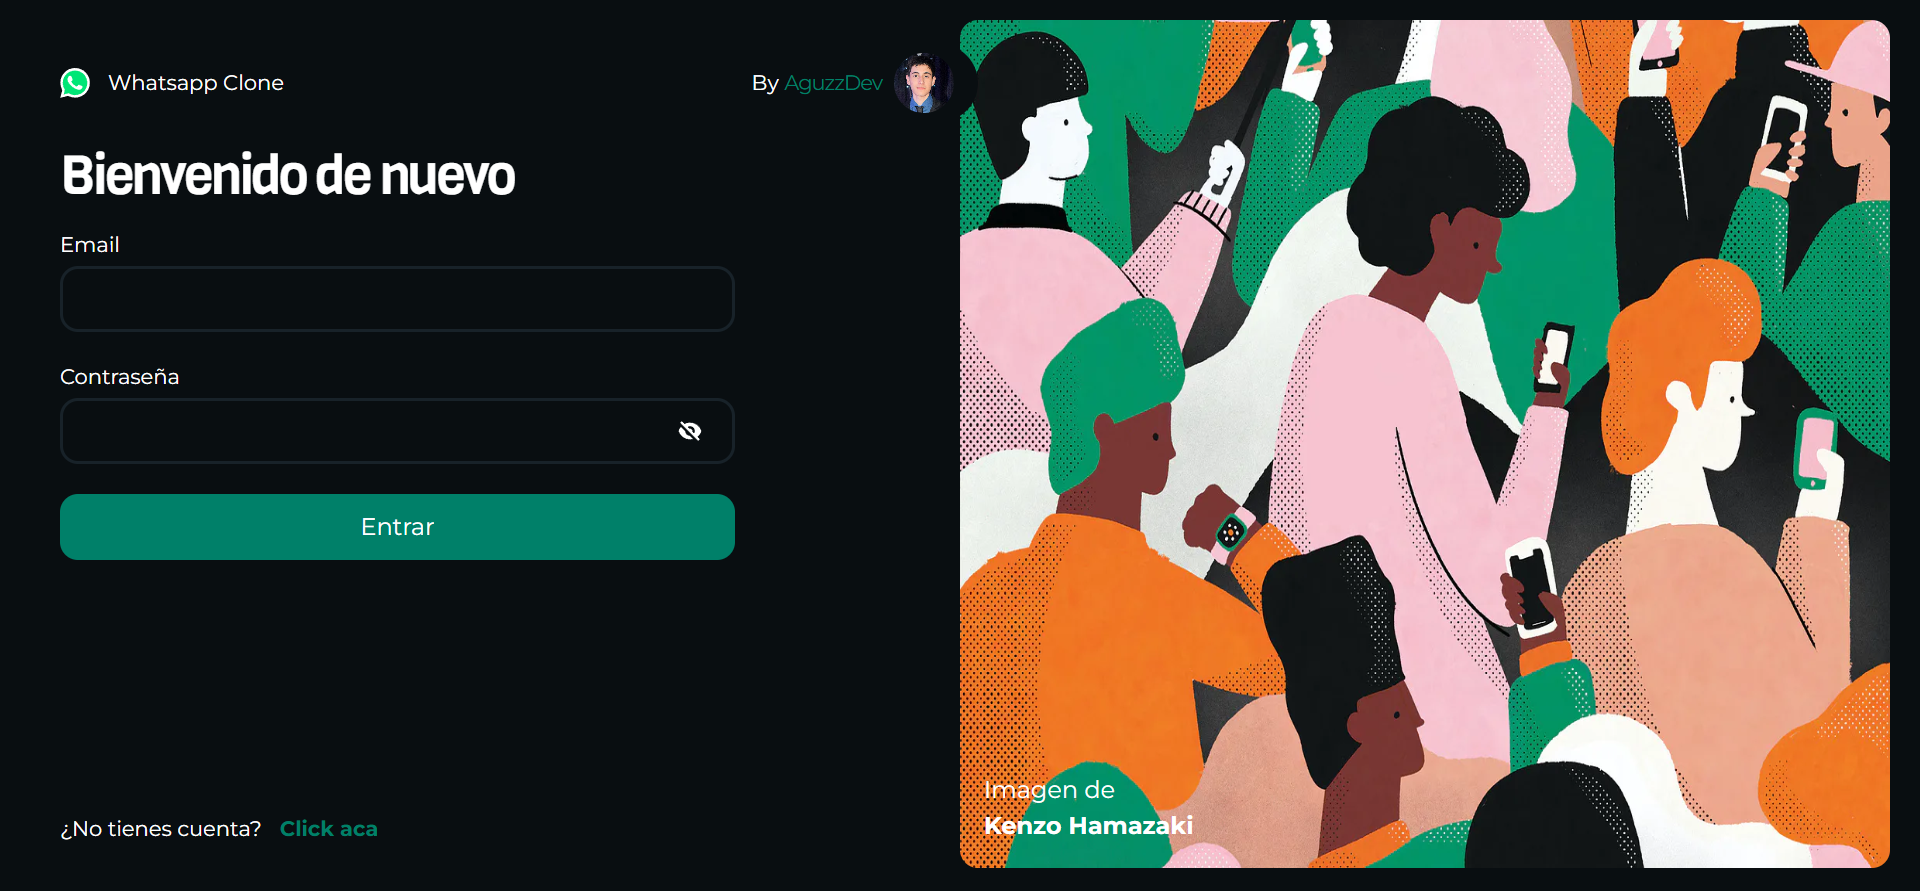 Whatsapp Clone
By AguzzDev
Bienvenido de nuevo
Email
Contraseña
Entrar
¿No tienes cuenta? Click aca
Imagen de
Kenzo Hamazaki